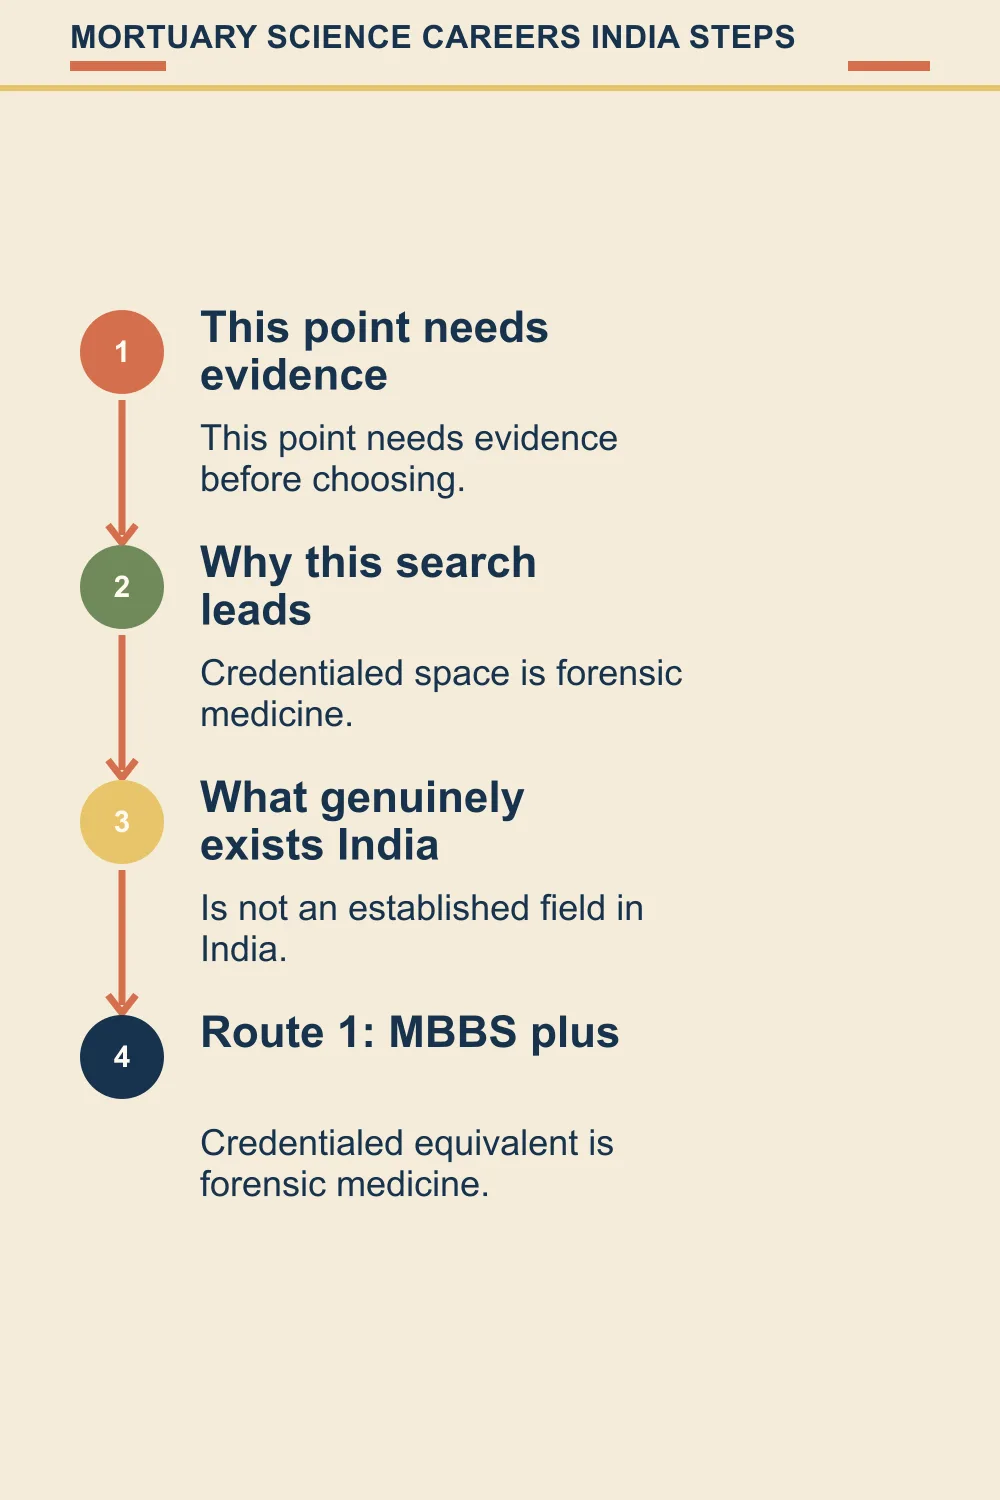 MORTUARY SCIENCE CAREERS INDIA STEPS
1
This point needs
evidence
This point needs evidence
before choosing.
2
Why this search
leads
Credentialed space is forensic
medicine.
3
What genuinely
exists India
Is not an established field in
India.
4
Route 1: MBBS plus
Credentialed equivalent is
forensic medicine.